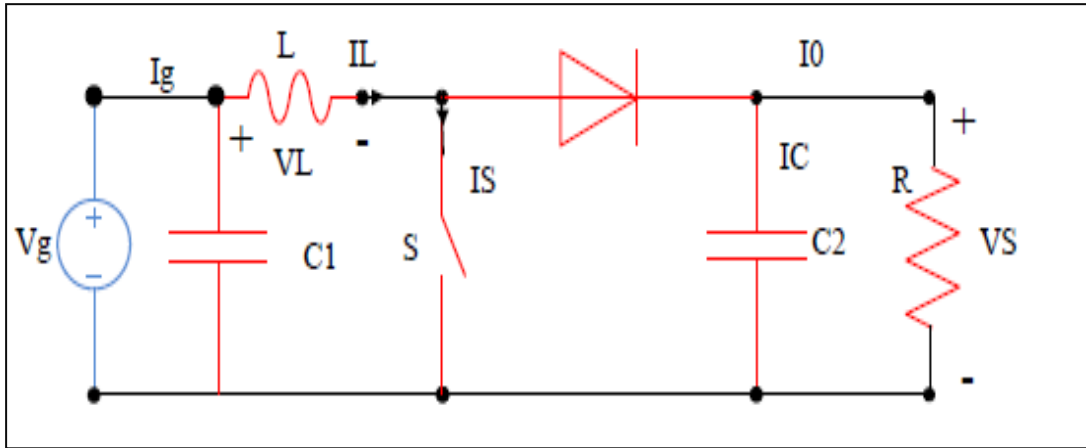 L
IL
I0
Ig
+
-
+
VL
IC
IS
R
+
Vg
-
C1
S
C2
VS
-